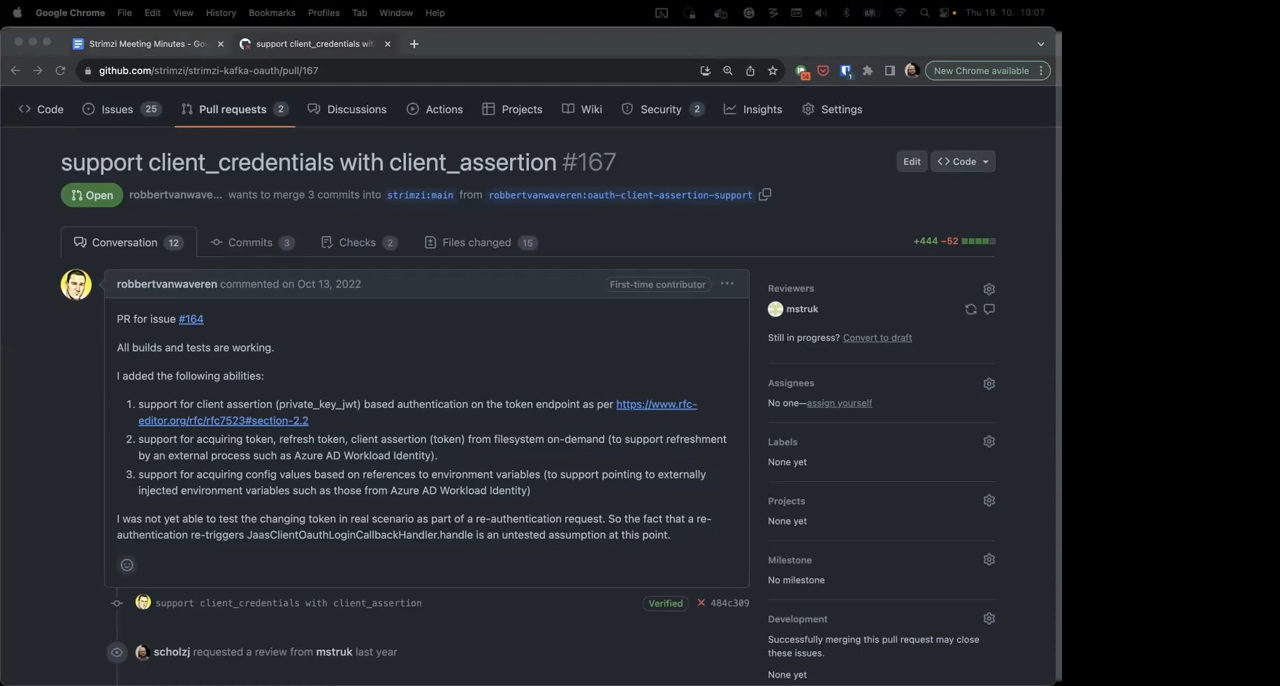 Google Chrome File Edit View History Bookmarks Profiles Tab Window Help Thu 19. 10. 10:07
Strimzi Meeting Minutes - Go support client_credentials wit
github.com/strimzi/strimzi-kafka-oauth/pull/167 New Chrome available
Code Issues 25 Pull requests 2 Discussions Actions Projects Wiki Security 2 Insights Settings
support client_credentials with client_assertion #167 Edit Code
Open robbertvanwave... wants to merge 3 commits into strimzi:main from robbertvanwaveren:oauth-client-assertion-support
Conversation 12 Commits 3 Checks 2 Files changed 15 +444 −52
robbertvanwaveren commented on Oct 13, 2022 First-time contributor
PR for issue #164
All builds and tests are working.
I added the following abilities:
1. support for client assertion (private_key_jwt) based authentication on the token endpoint as per https://www.rfc-
editor.org/rfc/rfc7523#section-2.2
2. support for acquiring token, refresh token, client assertion (token) from filesystem on-demand (to support refreshment
by an external process such as Azure AD Workload Identity).
3. support for acquiring config values based on references to environment variables (to support pointing to externally
injected environment variables such as those from Azure AD Workload Identity)
I was not yet able to test the changing token in real scenario as part of a re-authentication request. So the fact that a re-
authentication re-triggers JaasClientOauthLoginCallbackHandler.handle is an untested assumption at this point.
support client_credentials with client_assertion Verified 484c309
scholzj requested a review from mstruk last year
Reviewers
mstruk
Still in progress? Convert to draft
Assignees
No one—assign yourself
Labels
None yet
Projects
None yet
Milestone
No milestone
Development
Successfully merging this pull request may close
these issues.
None yet